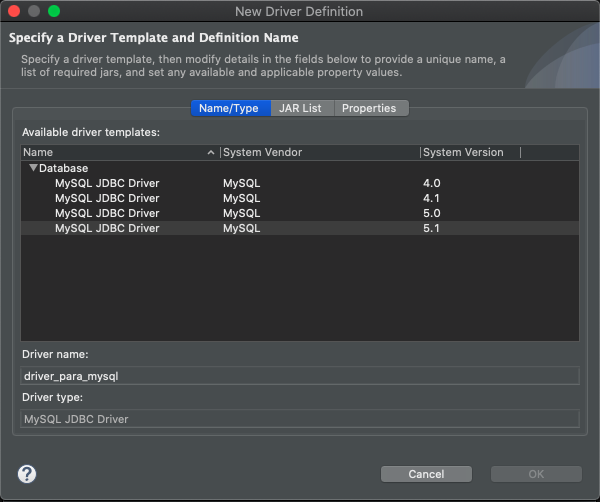 New Driver Definition
Specify a Driver Template and Definition Name
Specify a driver template, then modify details in the fields below to provide a unique name, a
list of required jars, and set any available and applicable property values.
Name/Type JAR List Properties
Available driver templates:
Name System Vendor System Version
Database
MySQL JDBC Driver MySQL 4.0
MySQL JDBC Driver MySQL 4.1
MySQL JDBC Driver MySQL 5.0
MySQL JDBC Driver MySQL 5.1
Driver name:
driver_para_mysql
Driver type:
MySQL JDBC Driver
? Cancel OK